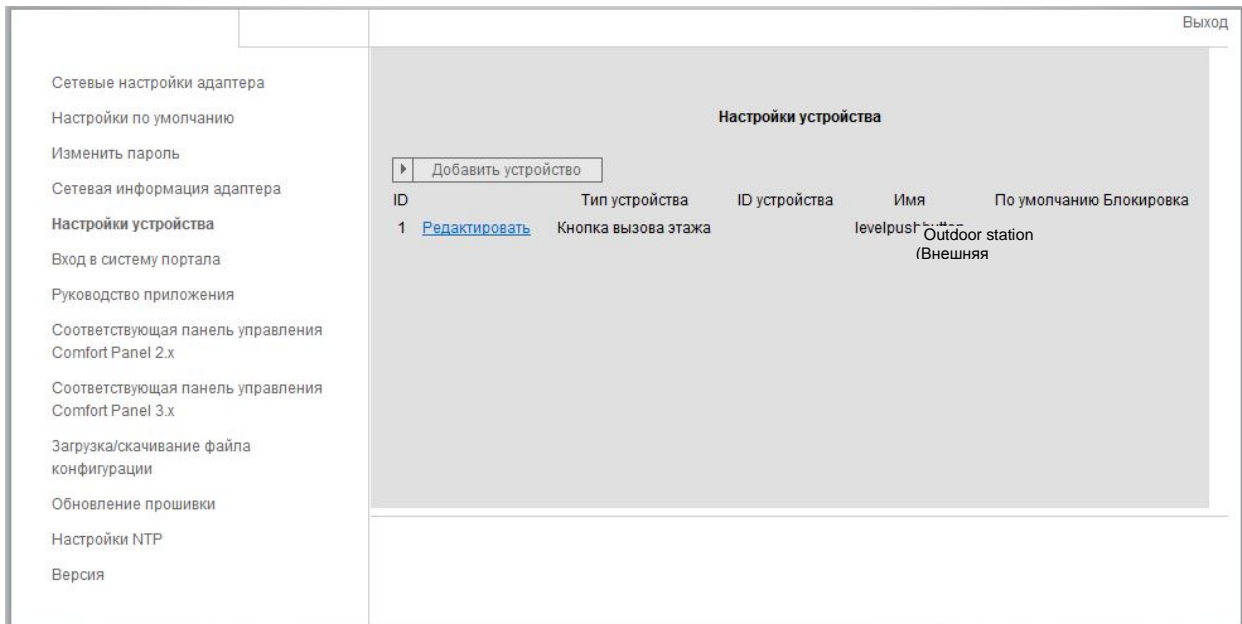 Выход
Сетевые настройки адаптера
Настройки по умолчанию
Изменить пароль
Сетевая информация адаптера
Настройки устройства
Вход в систему портала
Руководство приложения
Соответствующая панель управления
Comfort Panel 2.x
Соответствующая панель управления
Comfort Panel 3.x
Загрузка/скачивание файла
конфигурации
Обновление прошивки
Настройки NTP
Версия
Настройки устройства
Добавить устройство
ID Тип устройства ID устройства Имя По умолчанию Блокировка
1 Редактировать Кнопка вызова этажа levelpushbutton
Outdoor station
(Внешняя